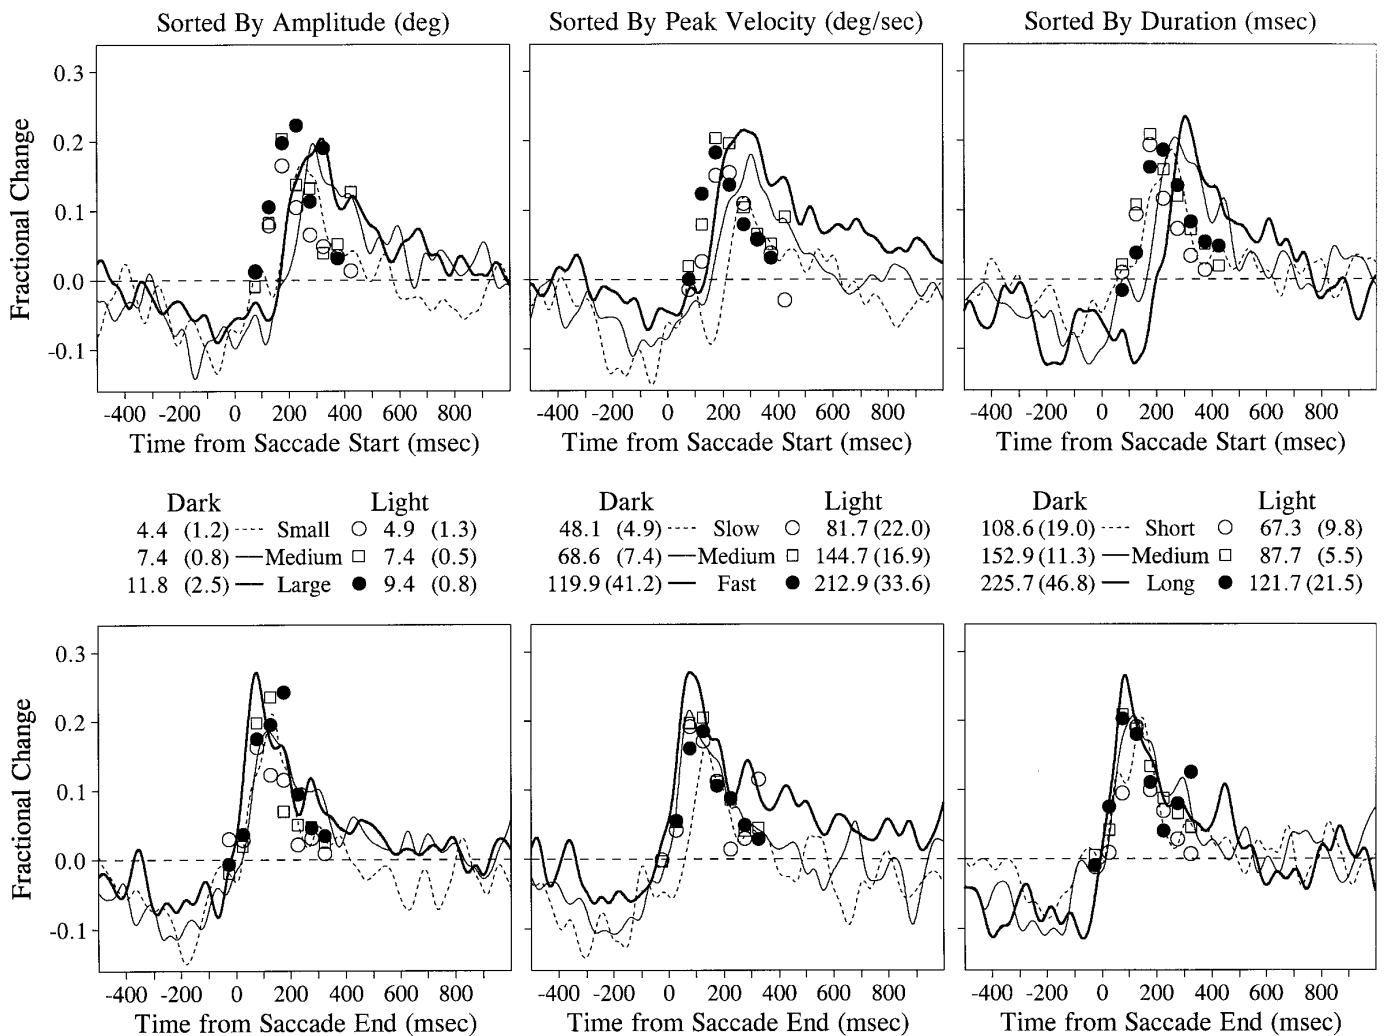 Sorted By Amplitude (deg)
Sorted By Peak Velocity (deg/sec)
Sorted By Duration (msec)
Fractional Change
0.3
0.2
0.1
0.0
-0.1
-400 -200 0 200 400 600 800
-400 -200 0 200 400 600 800
-400 -200 0 200 400 600 800
Time from Saccade Start (msec)
Time from Saccade Start (msec)
Time from Saccade Start (msec)
Dark Light
4.4 (1.2) Small 4.9 (1.3)
7.4 (0.8) Medium 7.4 (0.5)
11.8 (2.5) Large 9.4 (0.8)
Dark Light
48.1 (4.9) Slow 81.7 (22.0)
68.6 (7.4) Medium 144.7 (16.9)
119.9 (41.2) Fast 212.9 (33.6)
Dark Light
108.6 (19.0) Short 67.3 (9.8)
152.9 (11.3) Medium 87.7 (5.5)
225.7 (46.8) Long 121.7 (21.5)
Fractional Change
0.3
0.2
0.1
0.0
-0.1
-400 -200 0 200 400 600 800
-400 -200 0 200 400 600 800
-400 -200 0 200 400 600 800
Time from Saccade End (msec)
Time from Saccade End (msec)
Time from Saccade End (msec)